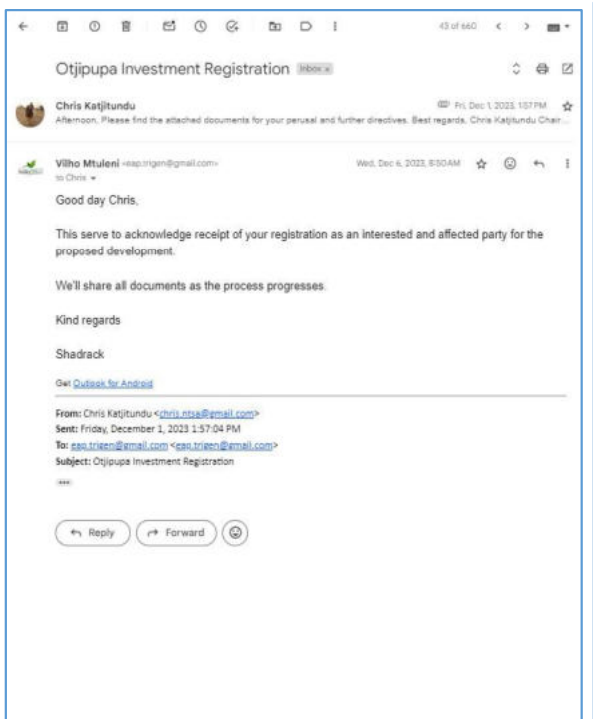 43 of 660
Otjipupa Investment Registration Inbox x
Chris Katjitundu
Fri, Dec 1, 2023, 1:57 PM
Afternoon. Please find the attached documents for your perusal and further directives. Best regards, Chris Katjitundu Chair...
Vilho Mtuleni <eap.trigen@gmail.com>
Wed, Dec 6, 2023, 8:50 AM
to Chris
Good day Chris,
This serve to acknowledge receipt of your registration as an interested and affected party for the
proposed development.
We'll share all documents as the process progresses.
Kind regards
Shadrack
Get Outlook for Android
From: Chris Katjitundu <chris.ntsa@gmail.com>
Sent: Friday, December 1, 2023 1:57:04 PM
To: eap.trigen@gmail.com <eap.trigen@gmail.com>
Subject: Otjipupa Investment Registration
Reply
Forward